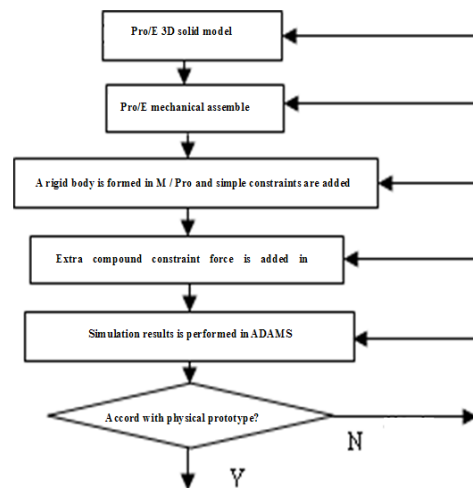 Pro/E 3D solid model
Pro/E mechanical assemble
A rigid body is formed in M / Pro and simple constraints are added
Extra compound constraint force is added in
Simulation results is performed in ADAMS
Accord with physical prototype?
N
Y